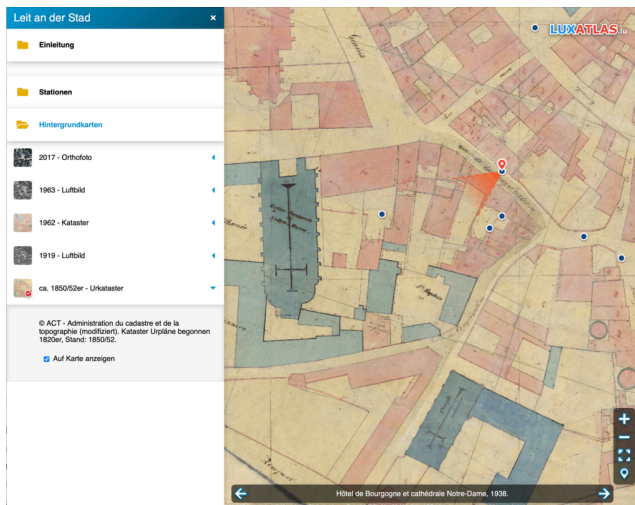 Leit an der Stad ×
Einleitung
Stationen
Hintergrundkarten
2017 - Orthofoto
1963 - Luftbild
1962 - Kataster
1919 - Luftbild
ca. 1850/52er - Urkataster
© ACT - Administration du cadastre et de la
topographie (modifiziert). Kataster Urpläne begonnen
1820er, Stand: 1850/52.
Auf Karte anzeigen
LUXATLAS.lu
Hôtel de Bourgogne et cathédrale Notre-Dame, 1938.